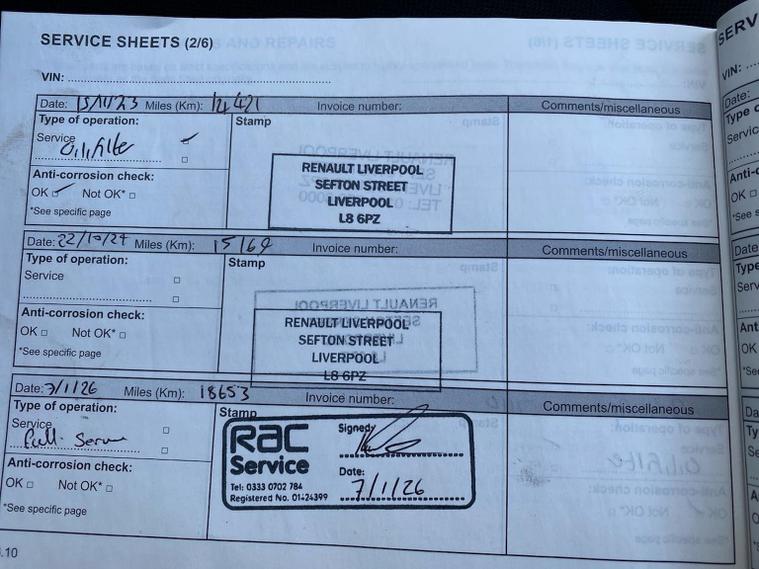 SERVICE SHEETS (2/6)
VIN:
Date: 15/11/23 Miles (Km): 12421 Invoice number: Comments/miscellaneous
Type of operation: Stamp
Service
Oil, filter
RENAULT LIVERPOOL
SEFTON STREET
LIVERPOOL
L8 6PZ
Anti-corrosion check:
OK Not OK*
*See specific page
Date: 22/10/24 Miles (Km): 15169 Invoice number: Comments/miscellaneous
Type of operation: Stamp
Service
RENAULT LIVERPOOL
SEFTON STREET
LIVERPOOL
L8 6PZ
Anti-corrosion check:
OK Not OK*
*See specific page
Date: 7/1/26 Miles (Km): 18653 Invoice number: Comments/miscellaneous
Type of operation: Stamp
Service
Full Serv
RAC
Service
Signed:
Date:
7/1/26
Tel: 0333 0702 784
Registered No. 01424399
Anti-corrosion check:
OK Not OK*
*See specific page
.10
SERV
VIN:
Date:
Type